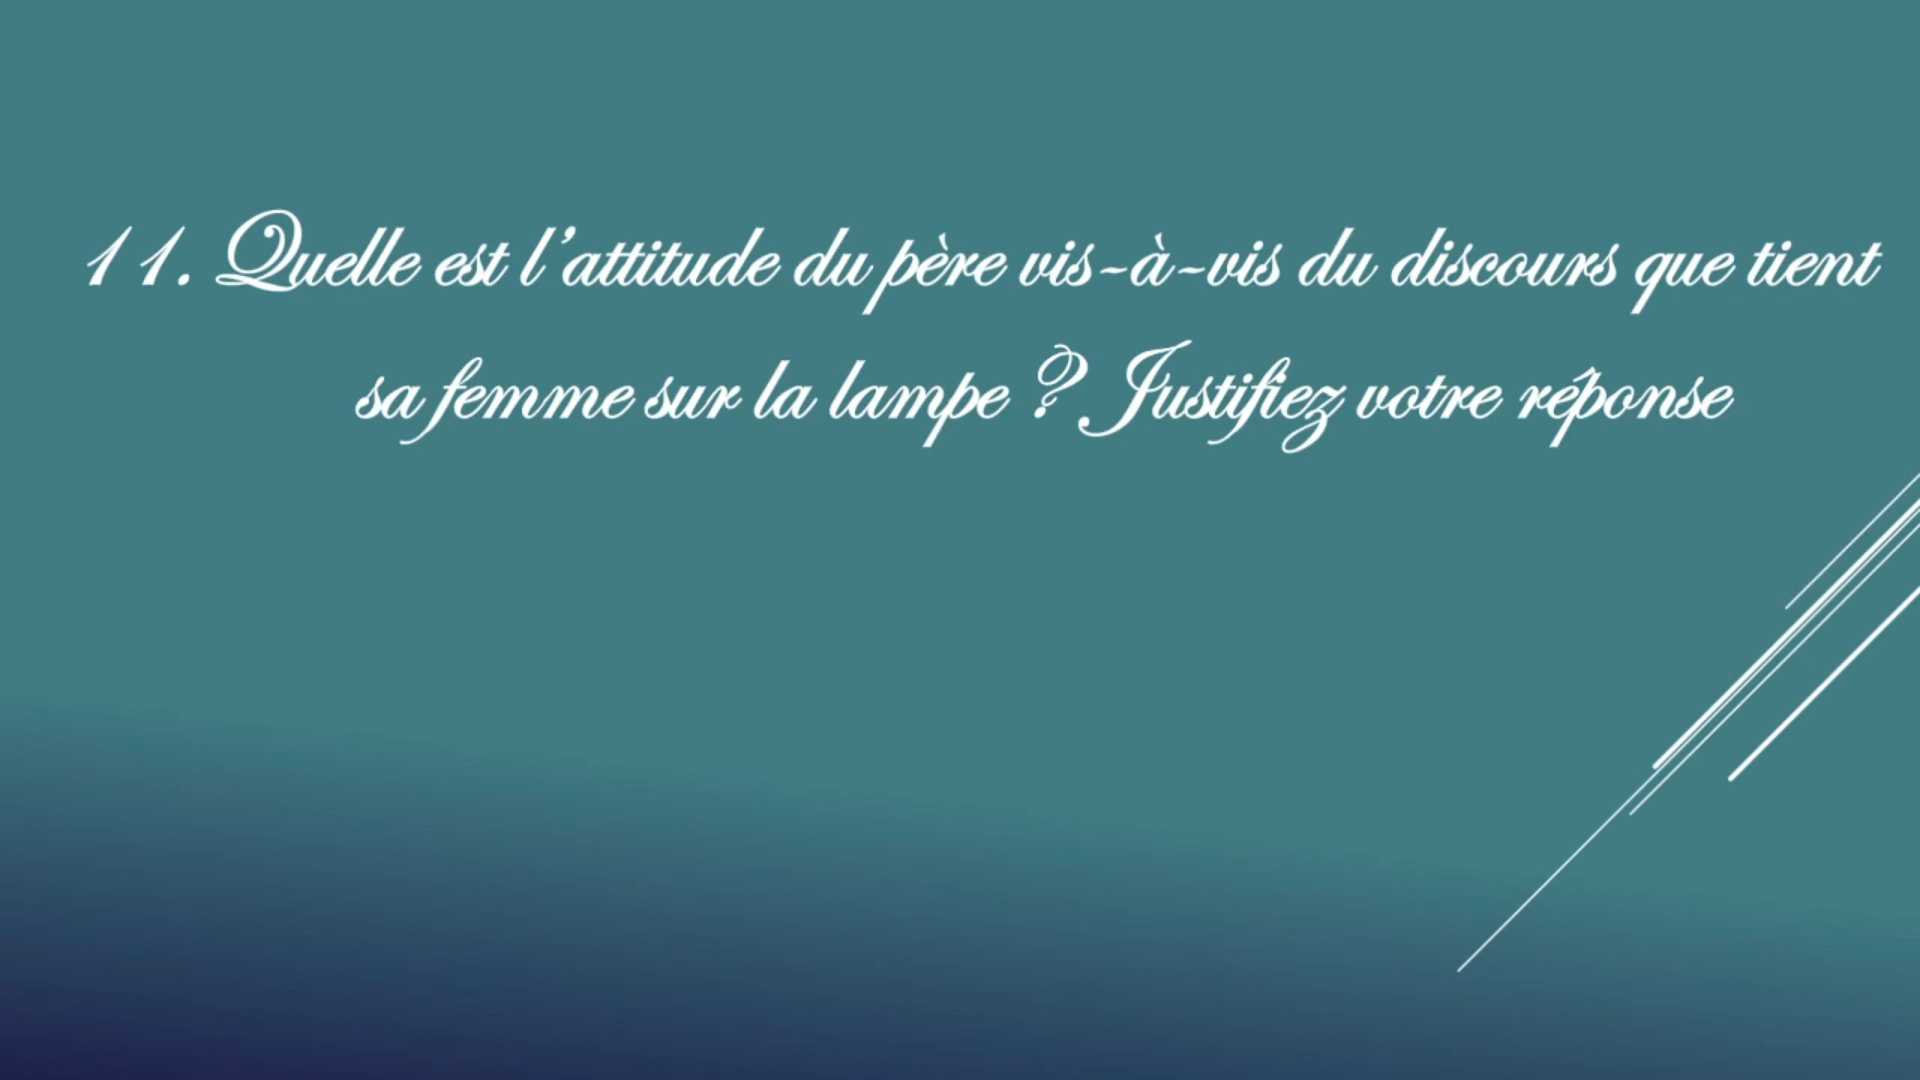 11. Quelle est l'attitude du père vis-à-vis du discours que tient
sa femme sur la lampe ? Justifiez votre réponse